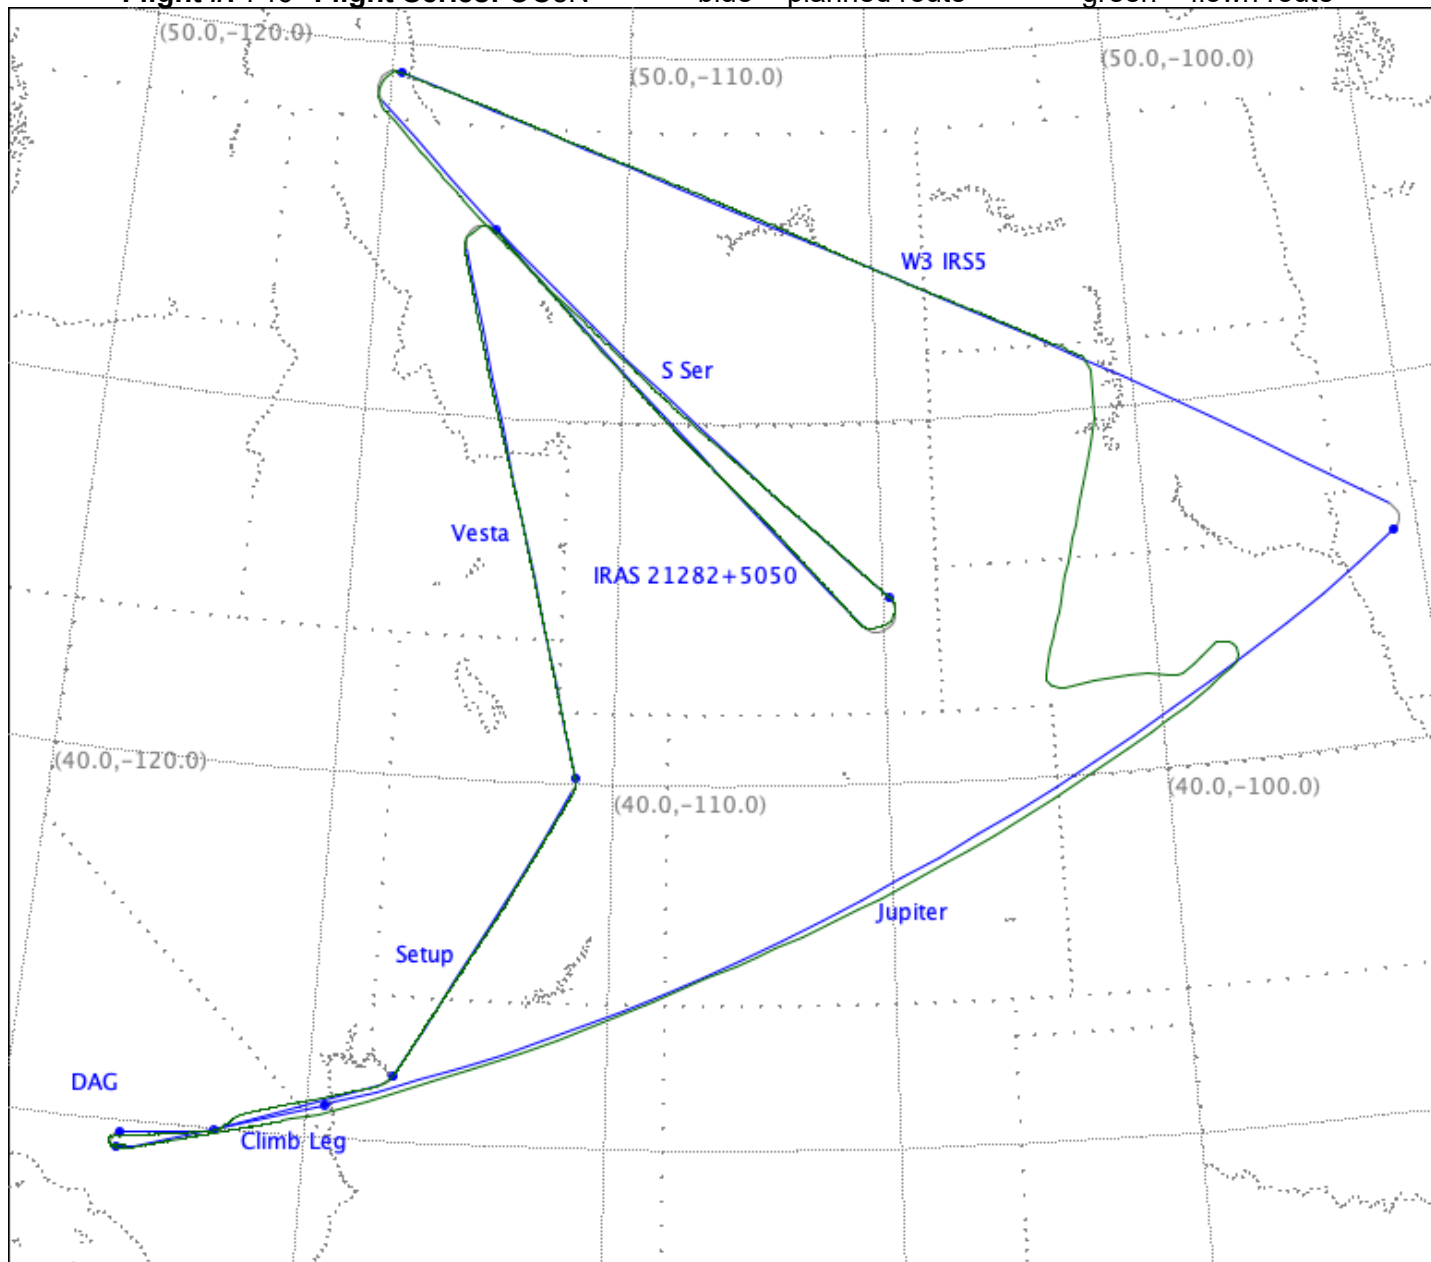 (50.0,−120.0)
(50.0,−110.0)
(50.0,−100.0)
W3 IRS5
S Ser
Vesta
IRAS 21282+5050
(40.0,−120.0)
(40.0,−110.0)
(40.0,−100.0)
Jupiter
Setup
DAG
Climb Leg